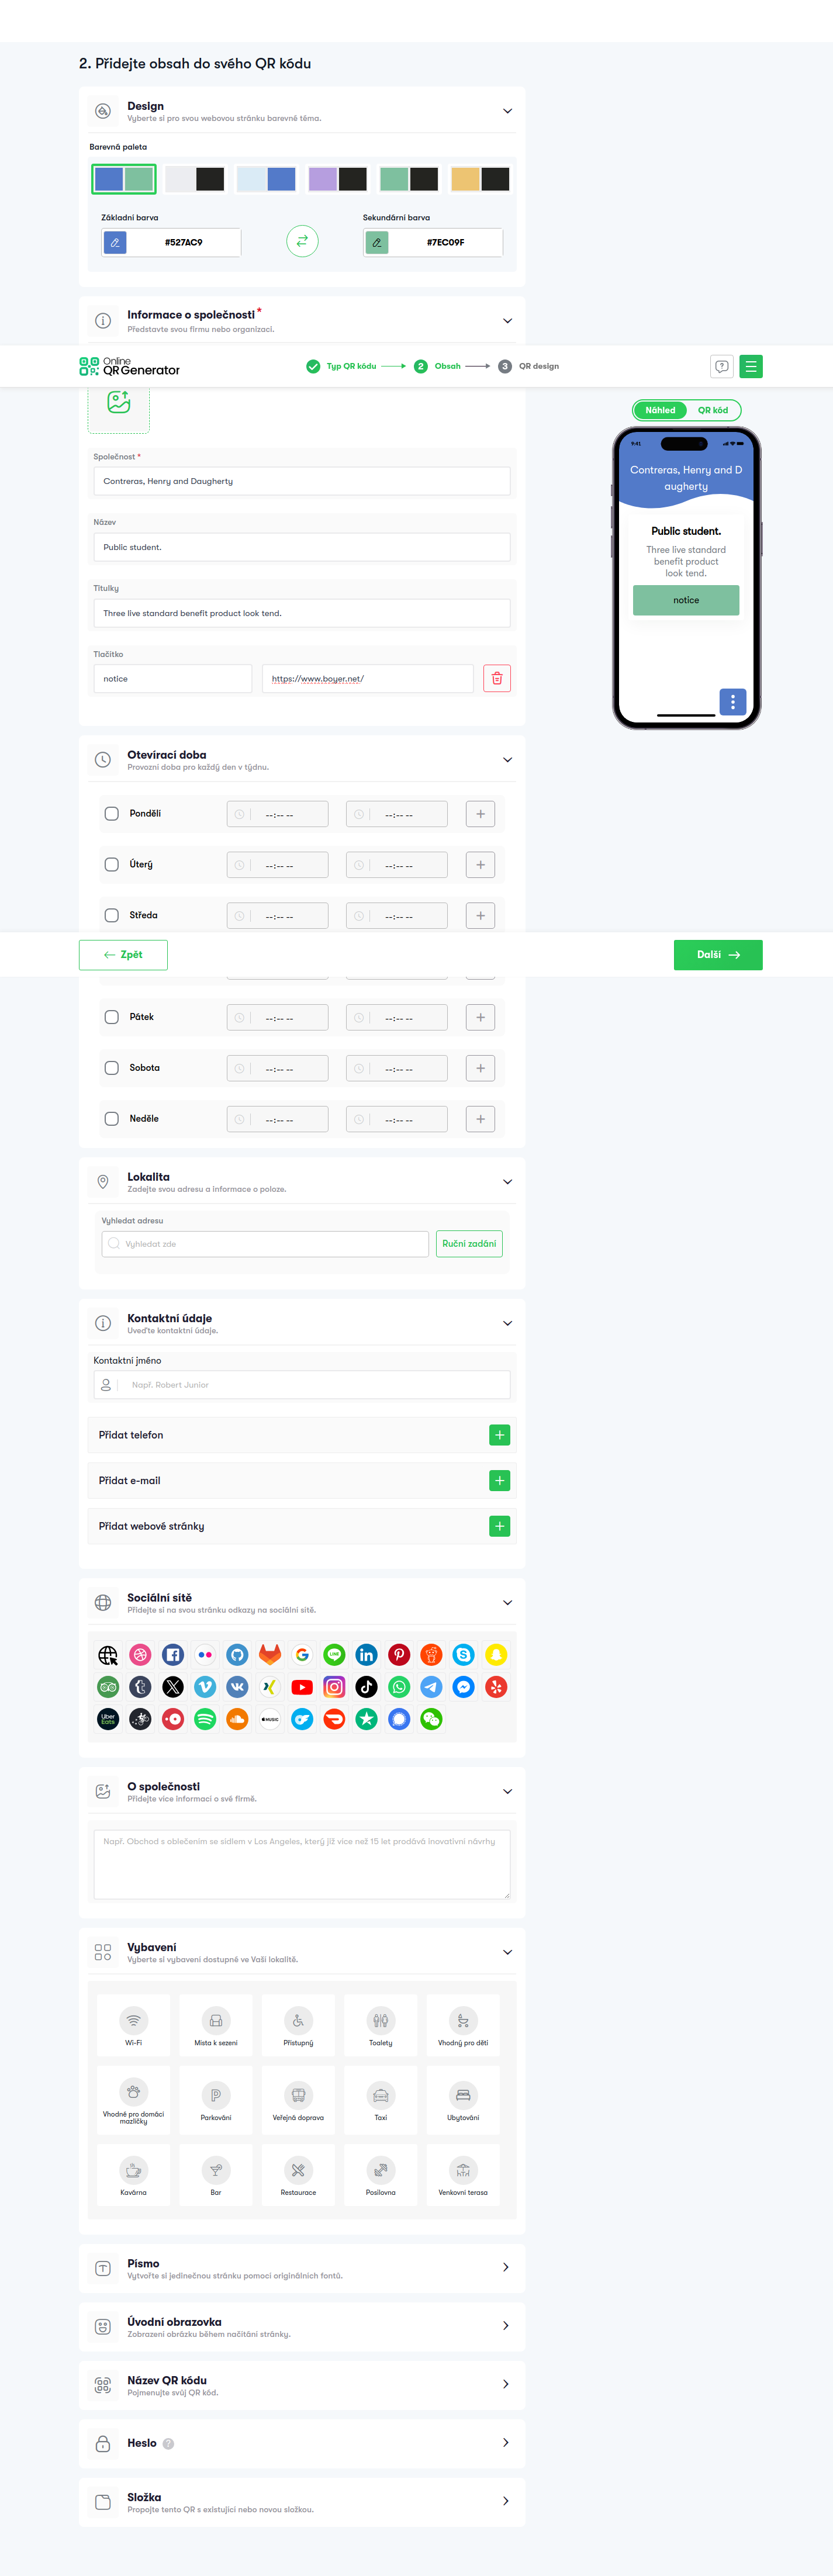 2. Přidejte obsah do svého QR kódu
Design
Vyberte si pro svou webovou stránku barevné téma.
Barevná paleta
Základní barva
Sekundární barva
#527AC9
#7EC09F
Informace o společnosti*
Představte svou firmu nebo organizaci.
Online
QR Generator
Typ QR kódu
2 Obsah
3 QR design
Náhled
QR kód
9:41
Contreras, Henry and D
augherty
Public student.
Three live standard
benefit product
look tend.
notice
Společnost *
Contreras, Henry and Daugherty
Název
Public student.
Titulky
Three live standard benefit product look tend.
Tlačítko
notice
https://www.boyer.net/
Otevírací doba
Provozní doba pro každý den v týdnu.
Pondělí --:-- -- --:-- --
Úterý --:-- -- --:-- --
Středa --:-- -- --:-- --
Zpět
Další
Pátek --:-- -- --:-- --
Sobota --:-- -- --:-- --
Neděle --:-- -- --:-- --
Lokalita
Zadejte svou adresu a informace o poloze.
Vyhledat adresu
Vyhledat zde
Ruční zadání
Kontaktní údaje
Uveďte kontaktní údaje.
Kontaktní jméno
Např. Robert Junior
Přidat telefon
Přidat e-mail
Přidat webové stránky
Sociální sítě
Přidejte si na svou stránku odkazy na sociální sítě.
LINE
Uber
Eats
MUSIC
O společnosti
Přidejte více informací o své firmě.
Např. Obchod s oblečením se sídlem v Los Angeles, který již více než 15 let prodává inovativní návrhy
Vybavení
Vyberte si vybavení dostupné ve Vaší lokalitě.
Wi-Fi
Místa k sezení
Přístupný
Toalety
Vhodný pro děti
Vhodné pro domácí
mazlíčky
Parkování
Veřejná doprava
Taxi
Ubytování
Kavárna
Bar
Restaurace
Posilovna
Venkovní terasa
Písmo
Vytvořte si jedinečnou stránku pomocí originálních fontů.
Úvodní obrazovka
Zobrazení obrázku během načítání stránky.
Název QR kódu
Pojmenujte svůj QR kód.
Heslo ?
Složka
Propojte tento QR s existující nebo novou složkou.